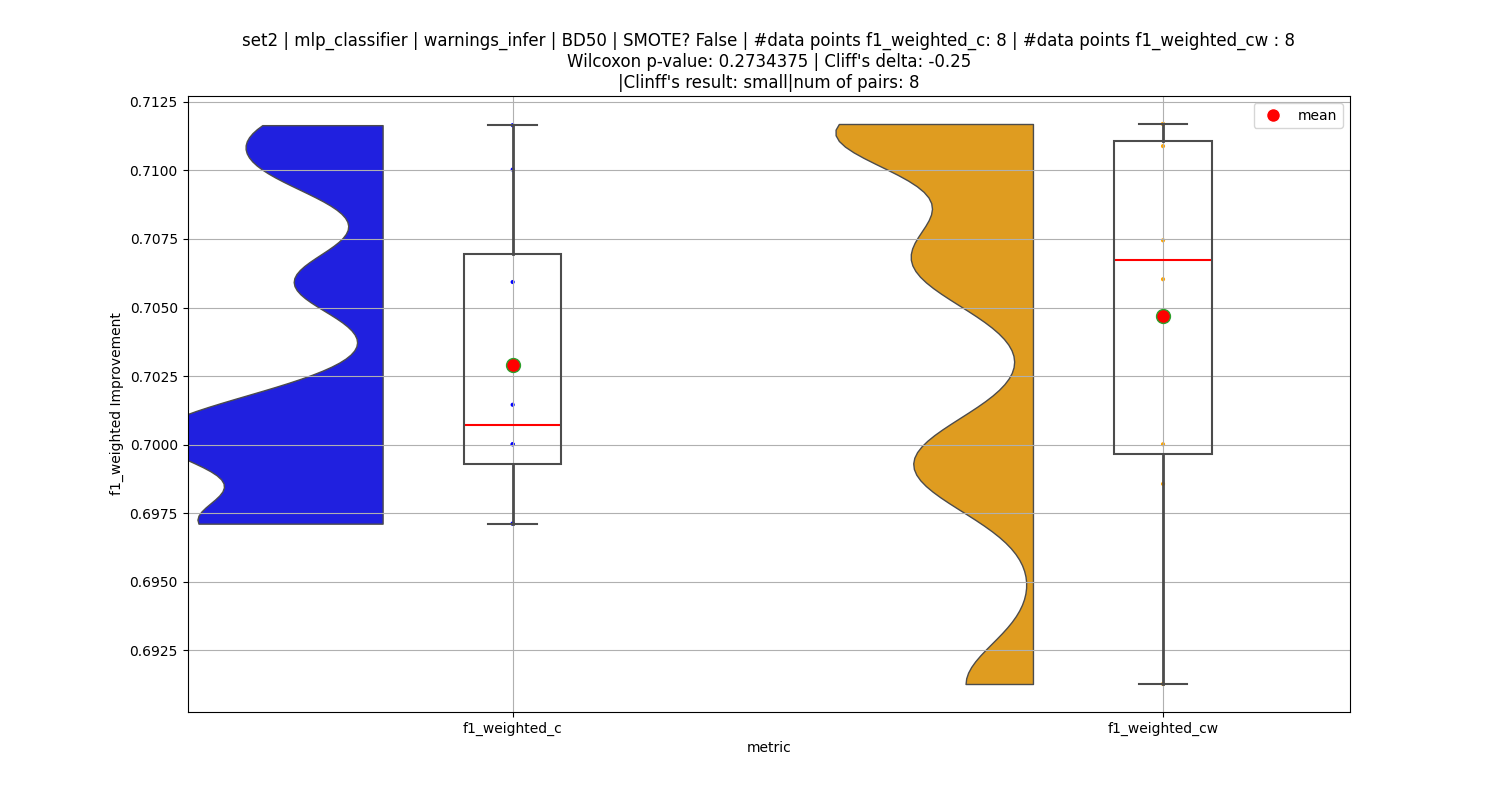 set2 | mlp_classifier | warnings_infer | BD50 | SMOTE? False | #data points f1_weighted_c: 8 | #data points f1_weighted_cw : 8
Wilcoxon p-value: 0.2734375 | Cliff's delta: -0.25
|Clinff's result: small|num of pairs: 8
mean
0.7125
0.7100
0.7075
0.7050
0.7025
0.7000
0.6975
0.6950
0.6925
f1_weighted Improvement
f1_weighted_c
f1_weighted_cw
metric